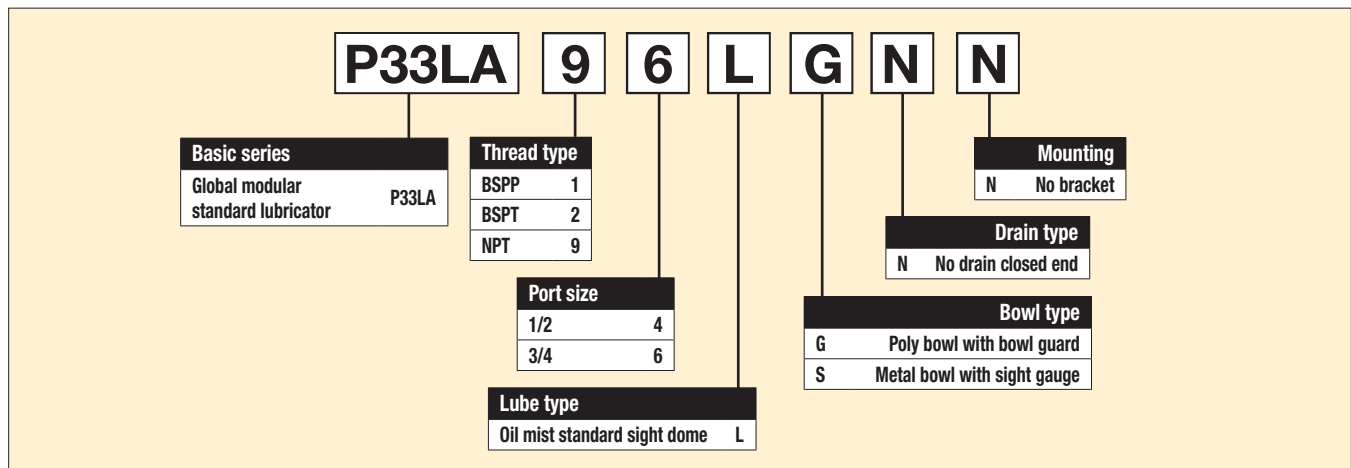 P33LA 9 6 L G N N
Basic series
Global modular
standard lubricator P33LA
Thread type
BSPP 1
BSPT 2
NPT 9
Port size
1/2 4
3/4 6
Lube type
Oil mist standard sight dome L
Mounting
N No bracket
Drain type
N No drain closed end
Bowl type
G Poly bowl with bowl guard
S Metal bowl with sight gauge